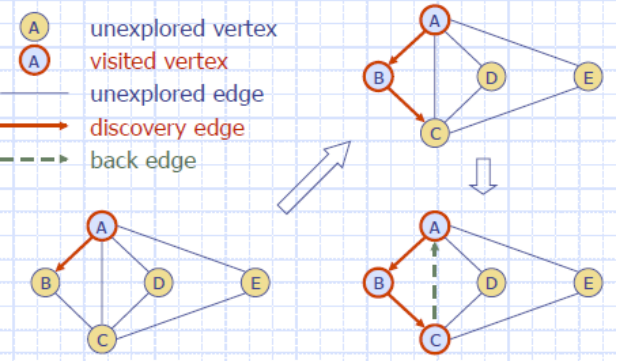 A unexplored vertex
A visited vertex
unexplored edge
discovery edge
back edge
A
B D E
C
A
B D E
C
A
B D E
C